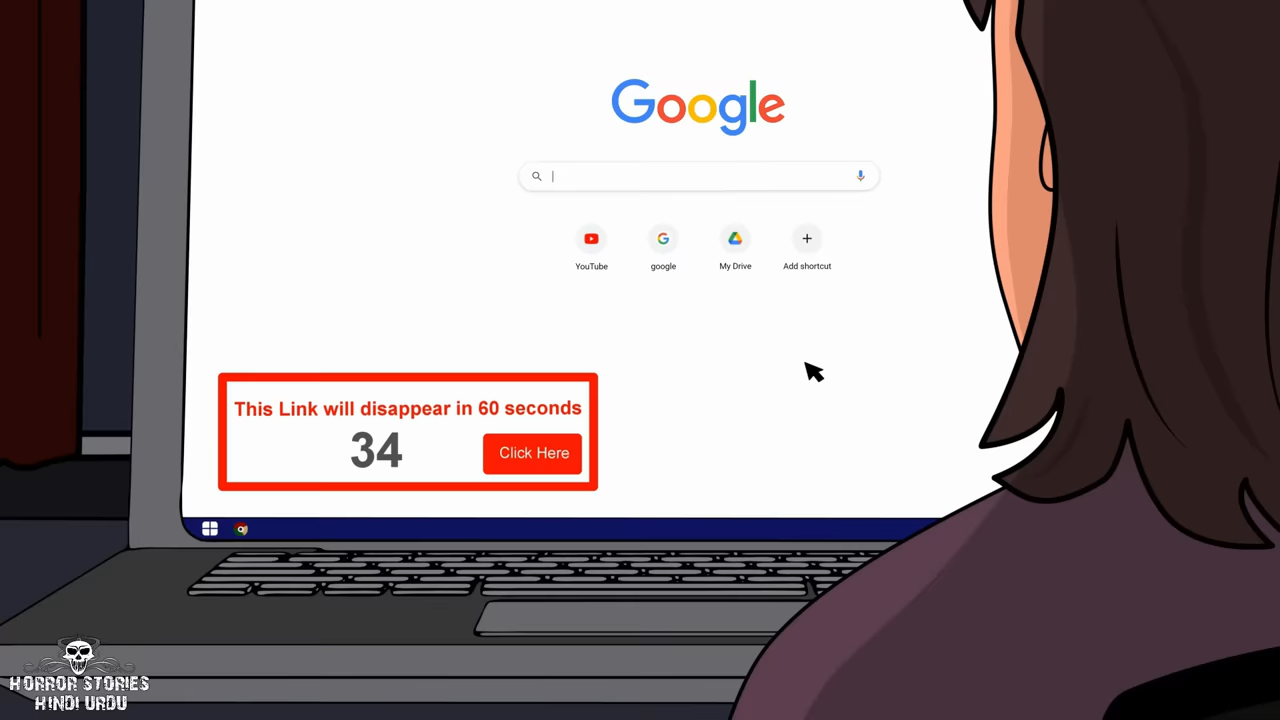 Google
YouTube
google
My Drive
Add shortcut
This Link will disappear in 60 seconds
34
Click Here
HORROR STORIES
HINDI URDU